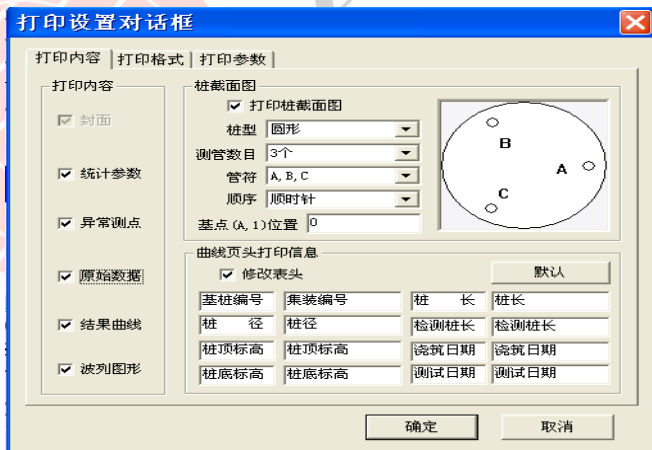 打印设置对话框
打印内容 打印格式 打印参数
打印内容
封面
统计参数
异常测点
原始数据
结果曲线
波列图形
桩截面图
打印桩截面图
桩型 圆形
测管数目 3个
管符 A,B,C
顺序 顺时针
基点(A,1)位置 0
B
A
C
曲线页头打印信息
修改表头 默认
基桩编号 集装编号 桩 长 桩长
桩 径 桩径 检测桩长 检测桩长
桩顶标高 桩顶标高 浇筑日期 浇筑日期
桩底标高 桩底标高 测试日期 测试日期
确定 取消